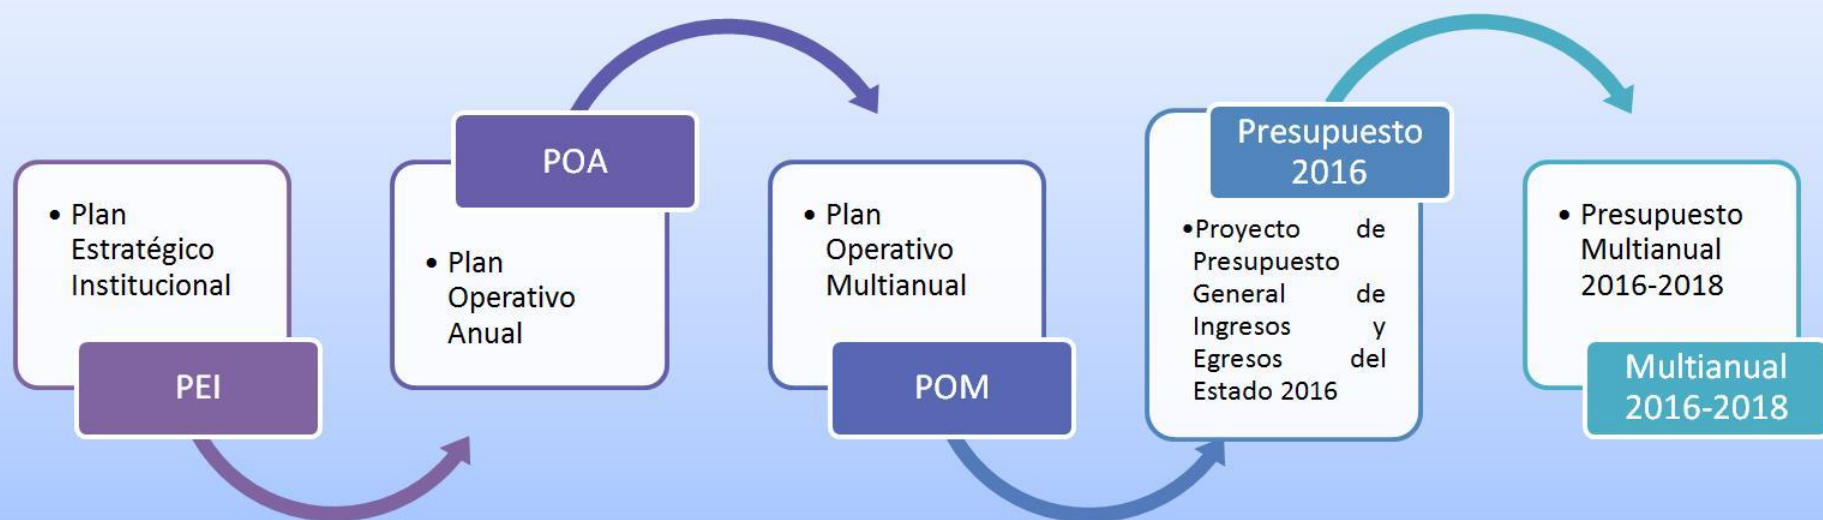 • Plan
Estratégico
Institucional
PEI
POA
• Plan
Operativo
Anual
• Plan
Operativo
Multianual
POM
Presupuesto
2016
•Proyecto de
Presupuesto
General de
Ingresos y
Egresos del
Estado 2016
• Presupuesto
Multianual
2016-2018
Multianual
2016-2018